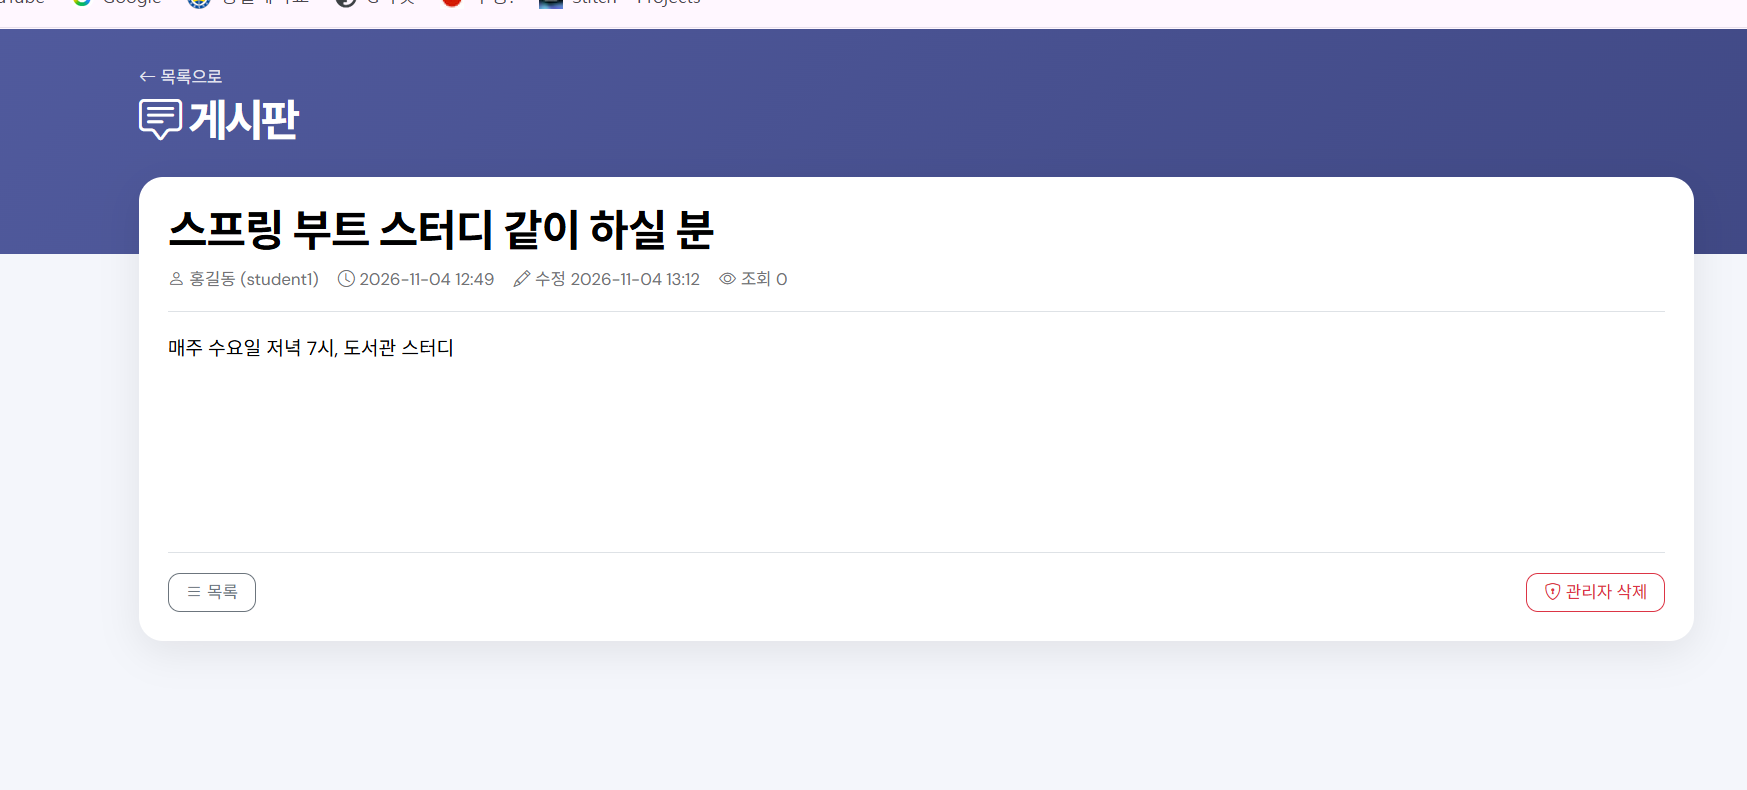 Google
Stitch - Projects
← 목록으로
게시판
스프링 부트 스터디 같이 하실 분
홍길동 (student1) 2026-11-04 12:49 수정 2026-11-04 13:12 조회 0
매주 수요일 저녁 7시, 도서관 스터디
목록
관리자 삭제